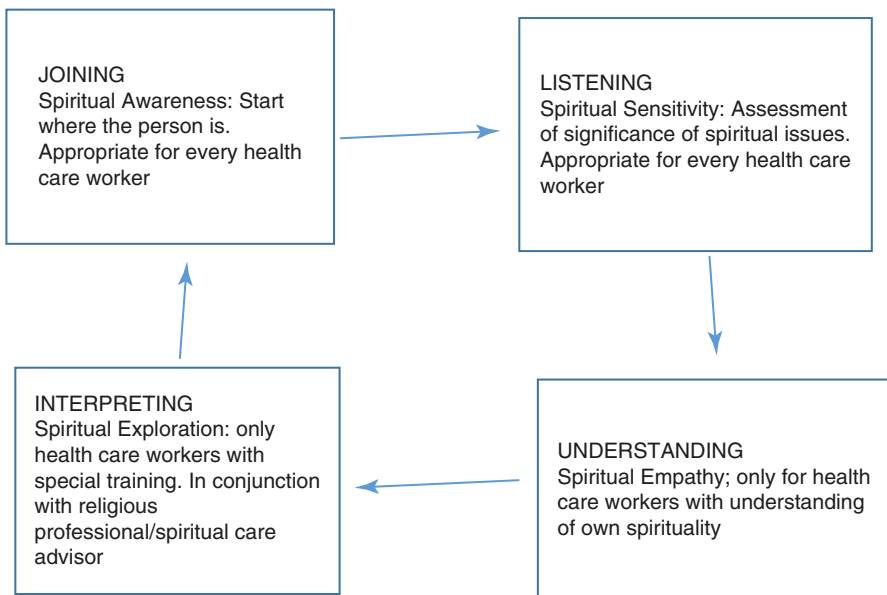 JOINING
Spiritual Awareness: Start
where the person is.
Appropriate for every health
care worker
LISTENING
Spiritual Sensitivity: Assessment
of significance of spiritual issues.
Appropriate for every health care
worker
UNDERSTANDING
Spiritual Empathy; only for health
care workers with understanding
of own spirituality
INTERPRETING
Spiritual Exploration: only
health care workers with
special training. In conjunction
with religious
professional/spiritual care
advisor